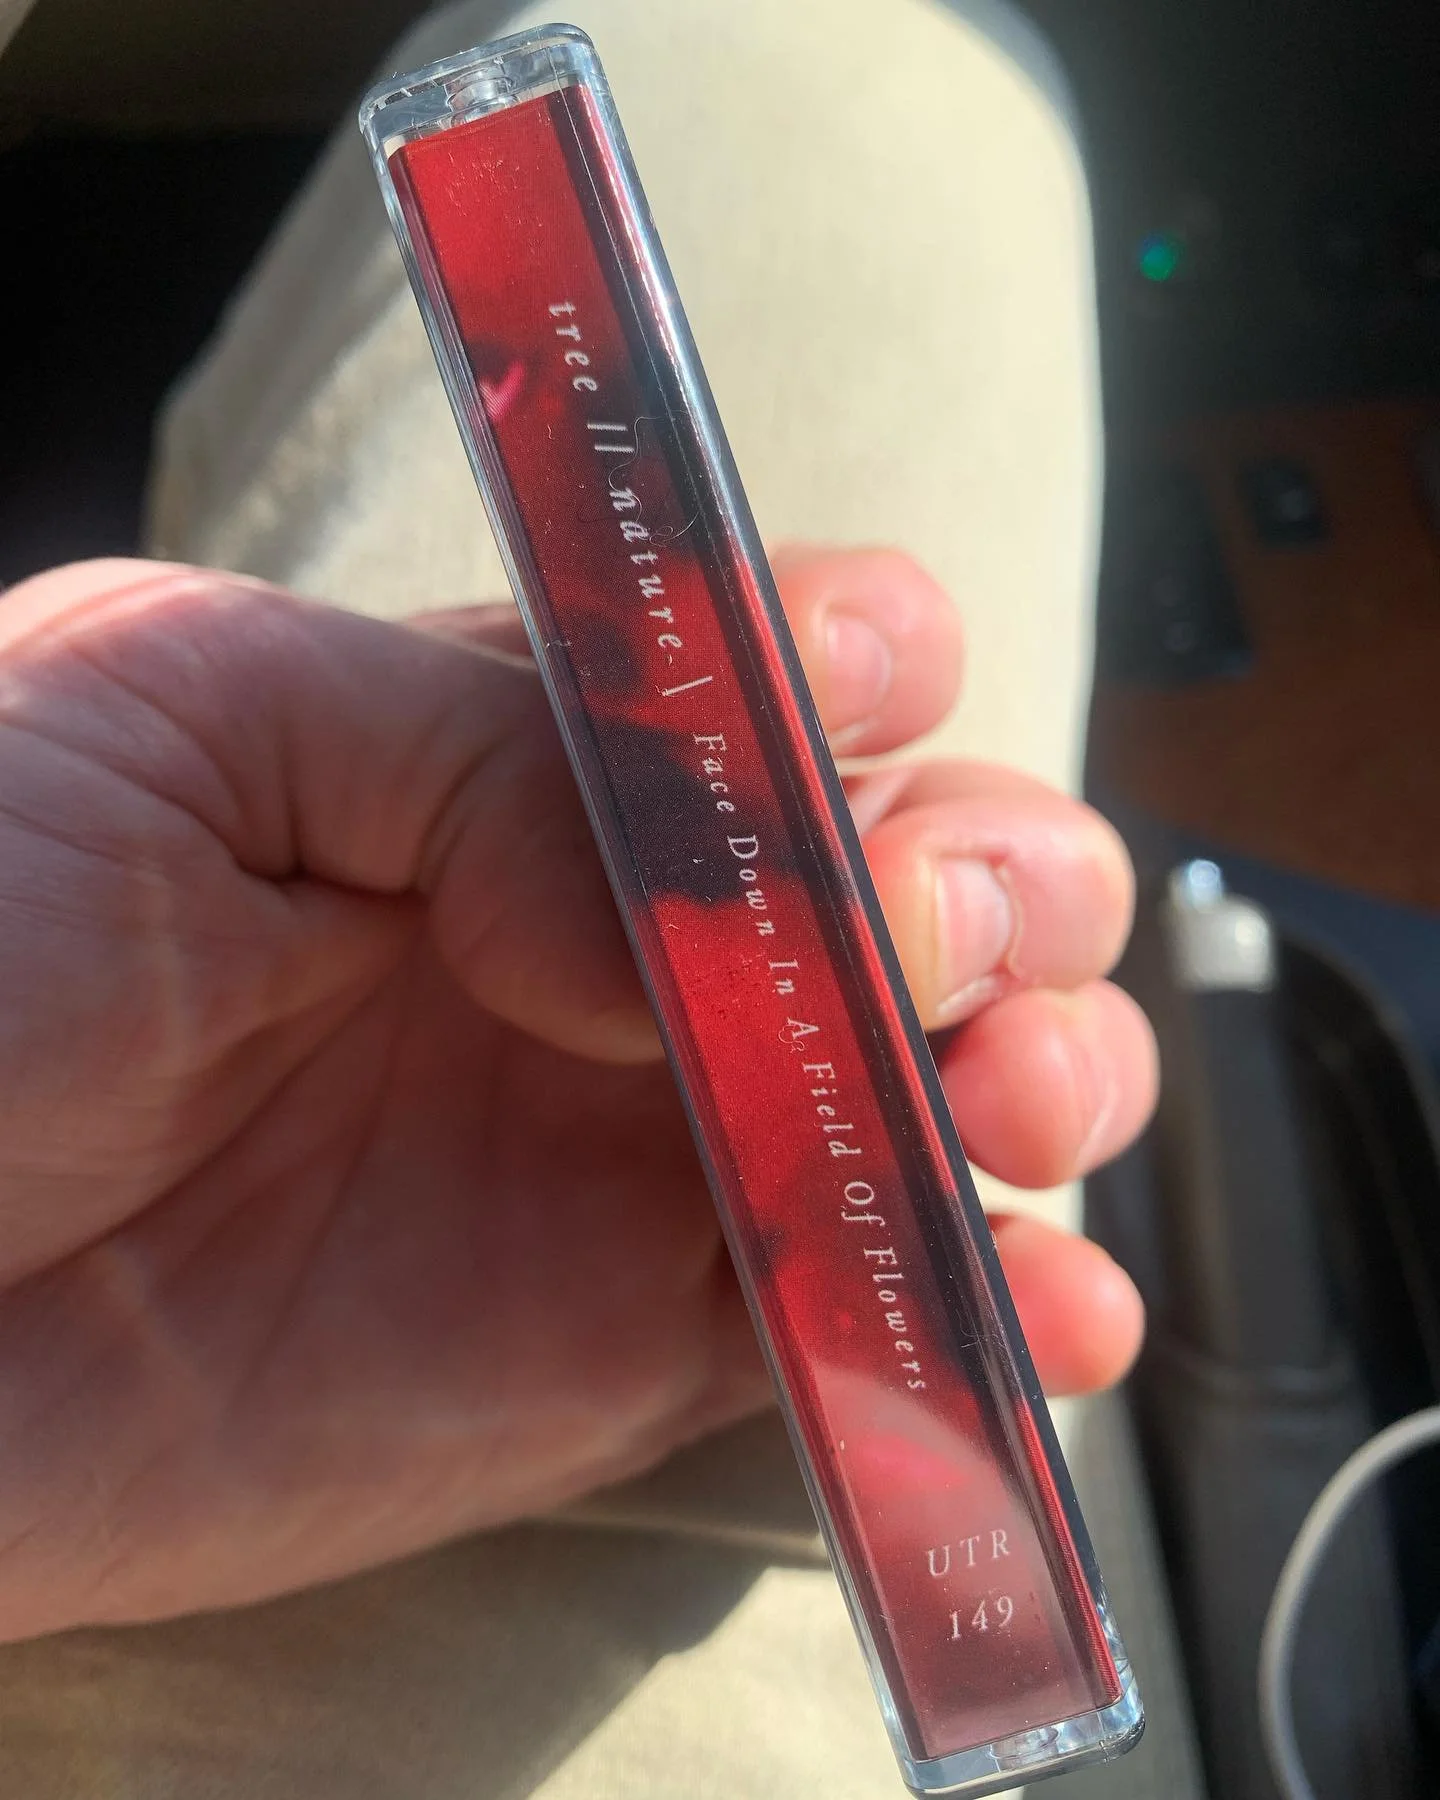 tree // nature \ Face Down In A Field Of Flowers
UTR
149